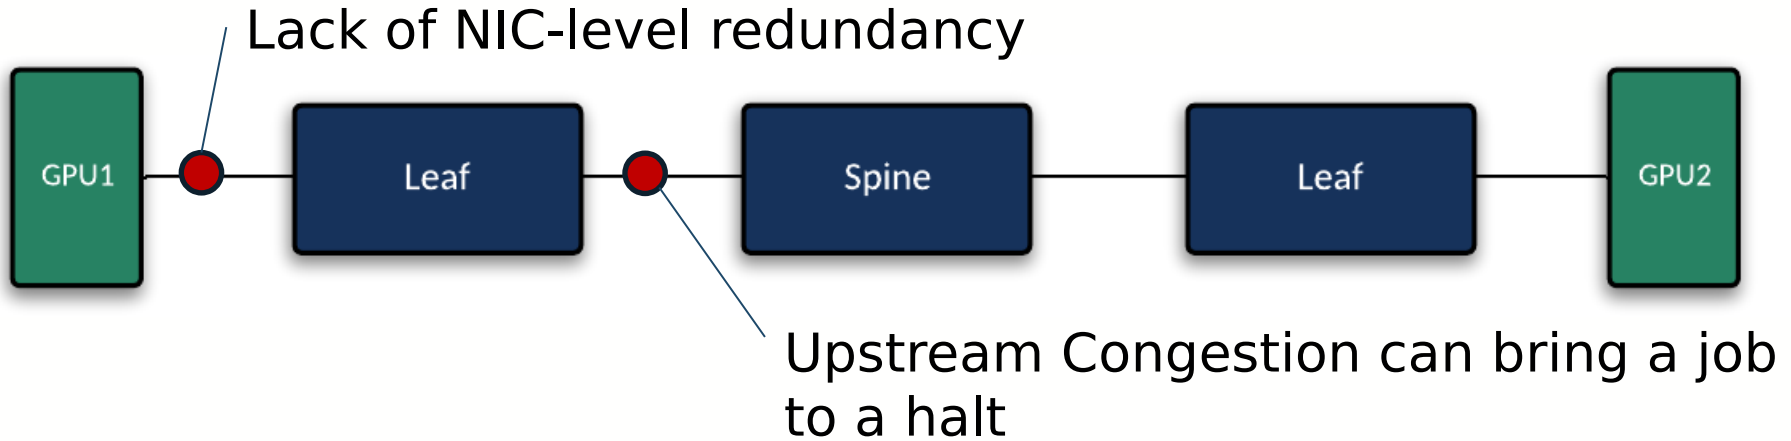 Lack of NIC-level redundancy
GPU1
Leaf
Spine
Leaf
GPU2
Upstream Congestion can bring a job
to a halt